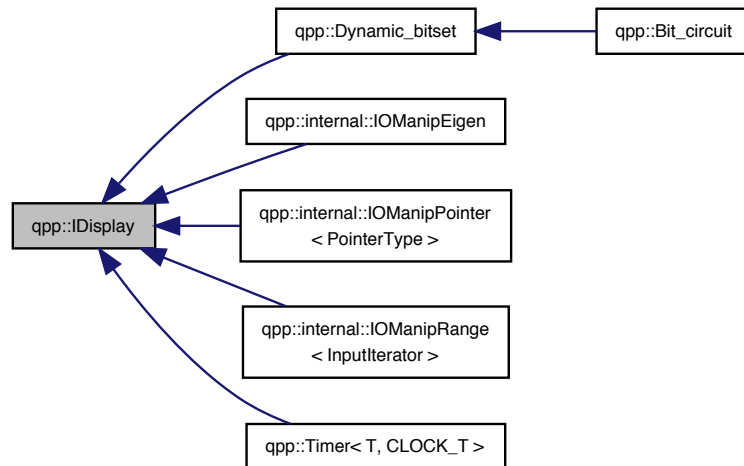 qpp::Dynamic_bitset
qpp::Bit_circuit
qpp::internal::IOManipEigen
qpp::internal::IOManipPointer
< PointerType >
qpp::IDisplay
qpp::internal::IOManipRange
< InputIterator >
qpp::Timer< T, CLOCK_T >